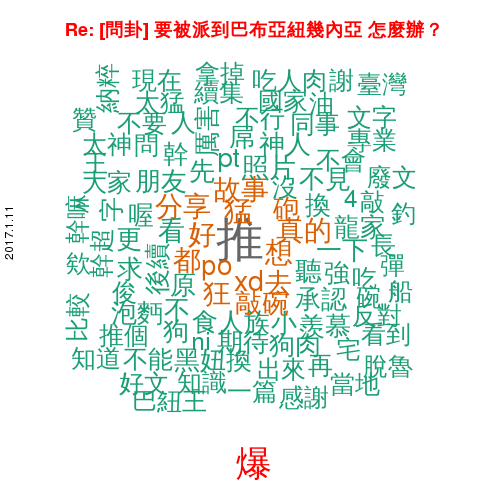 Re: [問卦] 要被派到巴布亞紐幾內亞 怎麼辦？
2017.1.11
納粹 現在 拿掉 吃人肉 謝 臺灣
太猛 續集 國家 油
贊 不要 人 厲害 不行 同事 文字
太神 問 屌 神人 專業
主 幹 pt 照片 不會
大家 朋友 先 沒 不見 廢文
故事 4 敲
幹嘛 字 喔 分享 猛 砲 換 釣
超 更 看 好 推 真的 龍家
欸 幹 求 後續 都 po 想 一下 長
聽 強 吃 彈
俊 原 狂 xd 去 承認 碗 船
比較 泡麵 不 敲碗 反對
推個 狗 食人族 小 羨慕 看到
ni 期待 狗肉 宅
知道 不能 黑 妞 換 出來 再 脫魯
好文 知識 一篇 感謝 當地
巴紐 王
爆